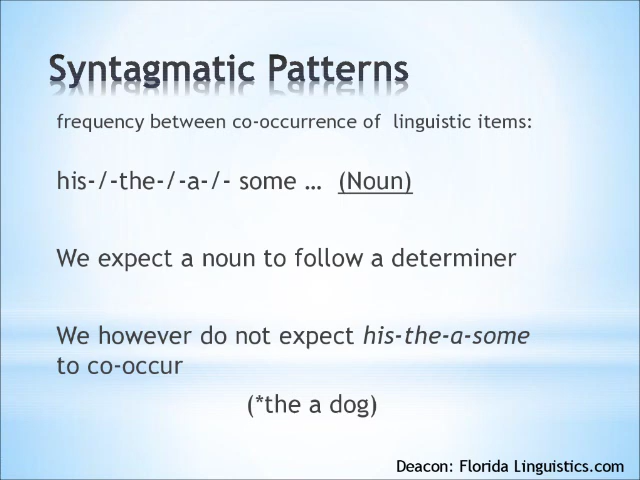 Syntagmatic Patterns
frequency between co-occurrence of linguistic items:
his-/-the-/-a-/- some … (Noun)
We expect a noun to follow a determiner
We however do not expect his-the-a-some
to co-occur
(*the a dog)
Deacon: Florida Linguistics.com